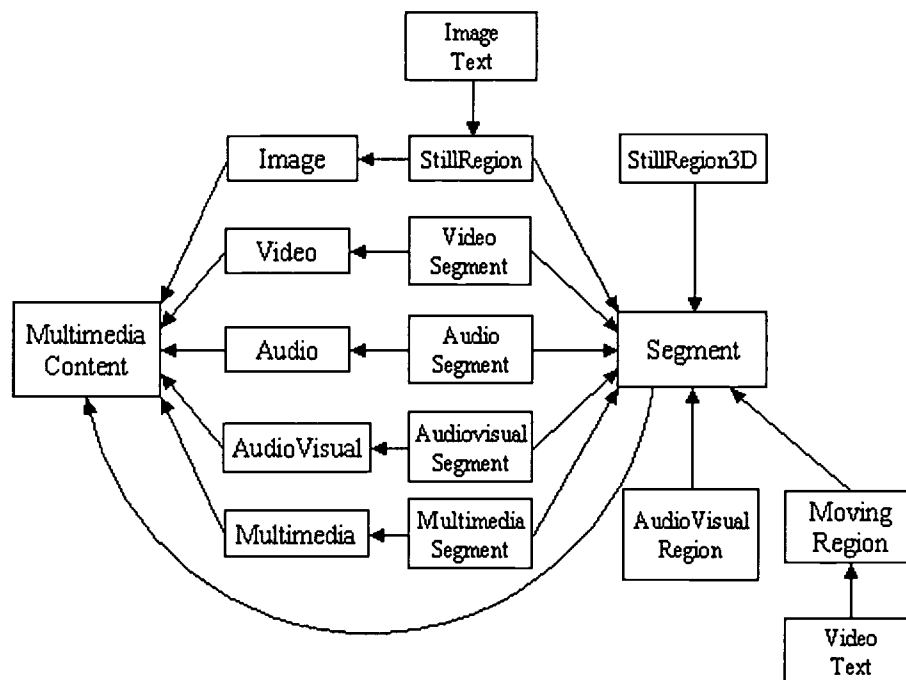 Image
Text
Image
StillRegion
StillRegion3D
Video
Video
Segment
Multimedia
Content
Audio
Audio
Segment
Segment
AudioVisual
Audiovisual
Segment
Multimedia
Multimedia
Segment
AudioVisual
Region
Moving
Region
Video
Text